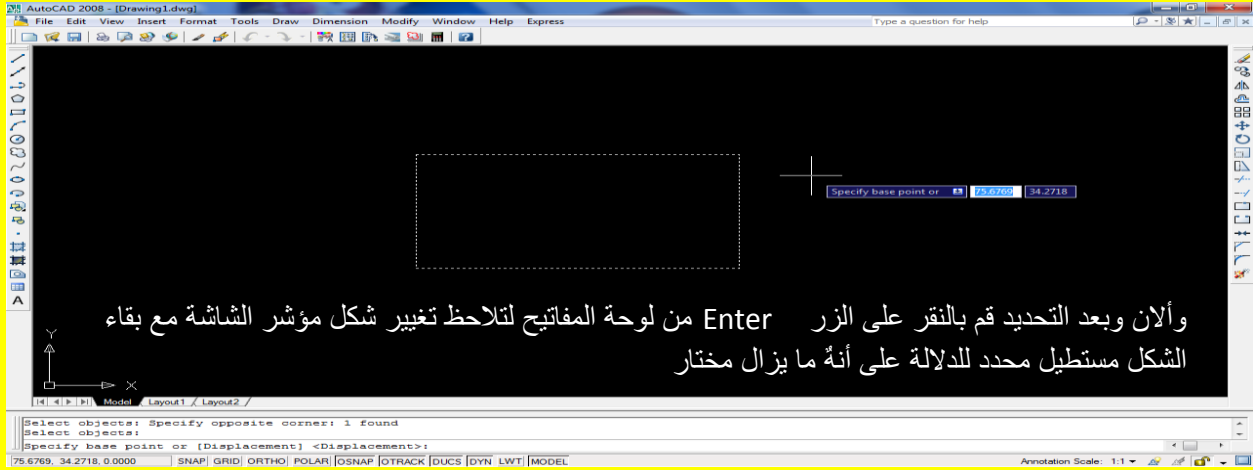 AutoCAD 2008 - [Drawing1.dwg]
File Edit View Insert Format Tools Draw Dimension Modify Window Help Express Type a question for help
Specify base point or 75.6769 34.2718
وألان وبعد التحديد قم بالنقر على الزر Enter من لوحة المفاتيح لتلاحظ تغيير شكل مؤشر الشاشة مع بقاء
الشكل مستطيل محدد للدلالة على أنهٌ ما يزال مختار
Y
X
A
Model Layout1 Layout2
Select objects: Specify opposite corner: 1 found
Select objects:
Specify base point or [Displacement] <Displacement>:
75.6769, 34.2718, 0.0000 SNAP GRID ORTHO POLAR OSNAP OTRACK DUCS DYN LWT MODEL Annotation Scale: 1:1